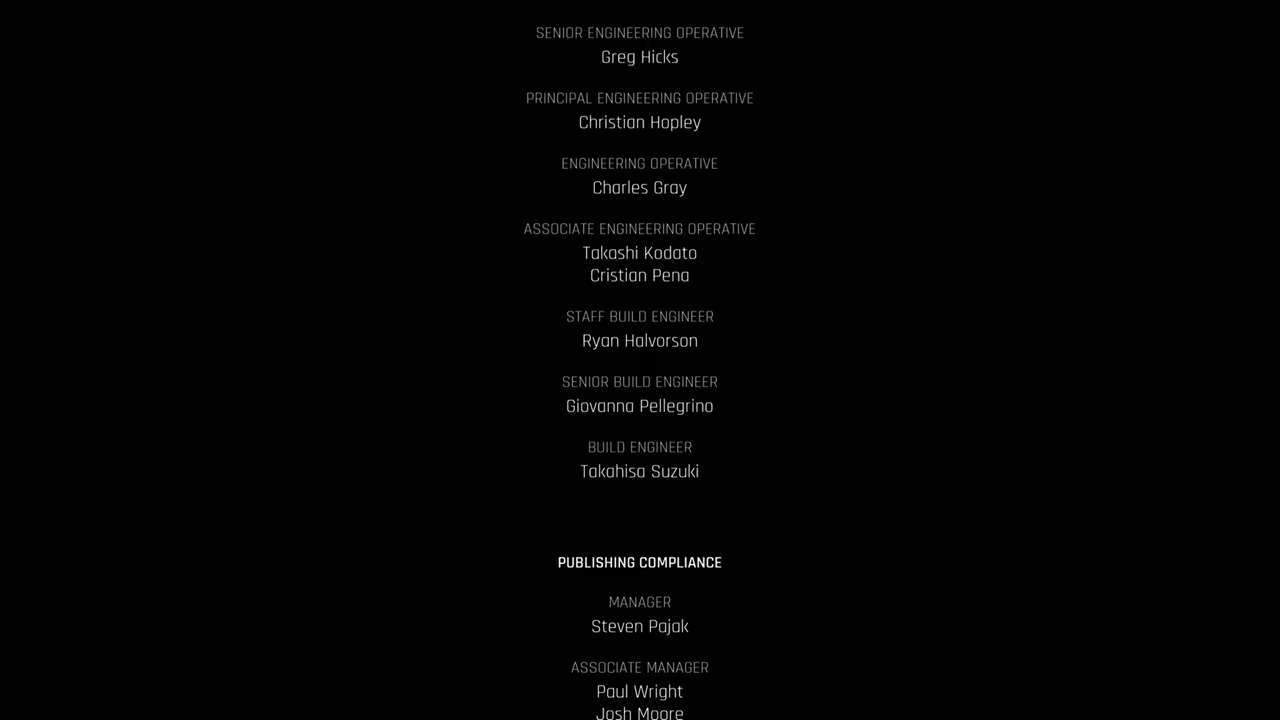 SENIOR ENGINEERING OPERATIVE
Greg Hicks
PRINCIPAL ENGINEERING OPERATIVE
Christian Hopley
ENGINEERING OPERATIVE
Charles Gray
ASSOCIATE ENGINEERING OPERATIVE
Takashi Kodato
Cristian Pena
STAFF BUILD ENGINEER
Ryan Halvorson
SENIOR BUILD ENGINEER
Giovanna Pellegrino
BUILD ENGINEER
Takahisa Suzuki
PUBLISHING COMPLIANCE
MANAGER
Steven Pajak
ASSOCIATE MANAGER
Paul Wright
Josh Moore